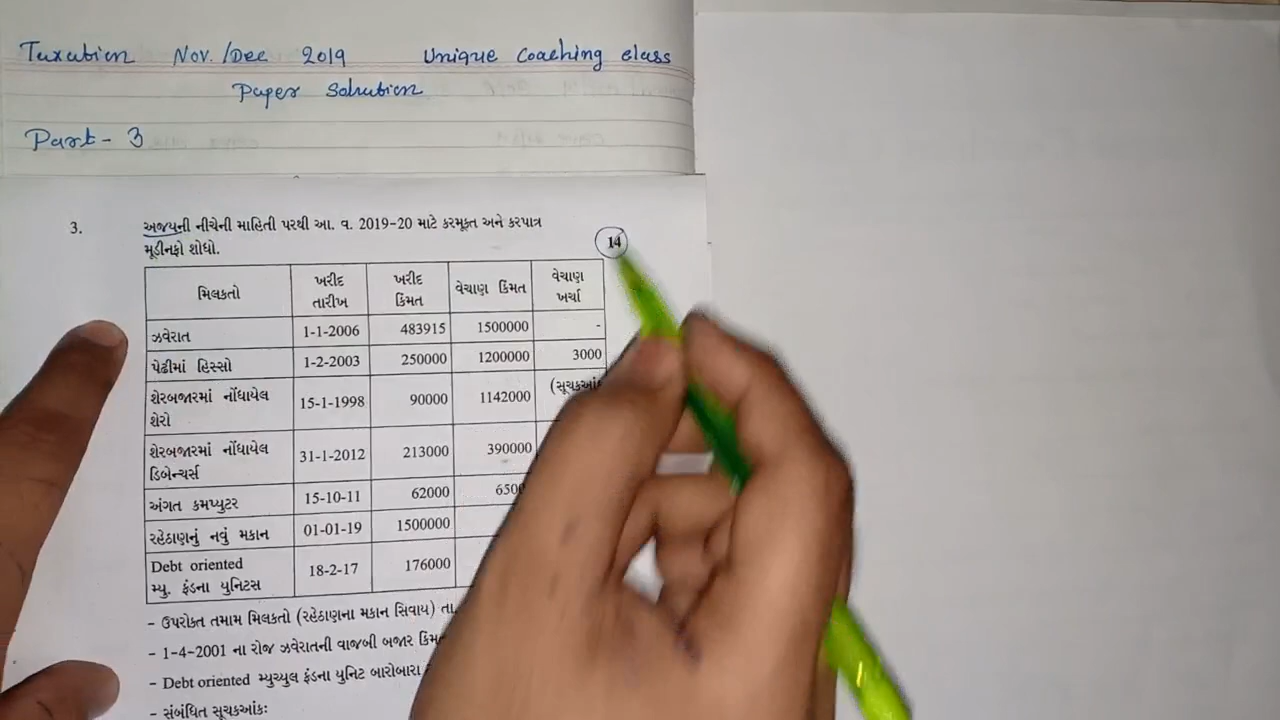 Taxation Nov./Dec 2019 Unique Coaching class
Paper Solution
Part - 3
3. અજયની નીચેની માહિતી પરથી આ. વ. 2019-20 માટે કરમુક્ત અને કરપાત્ર
મૂડીનફો શોધો. 14
મિલકતો ખરીદ તારીખ ખરીદ કિંમત વેચાણ કિંમત વેચાણ ખર્ચા
ઝવેરાત 1-1-2006 483915 1500000 -
પેઢીમાં હિસ્સો 1-2-2003 250000 1200000 3000
શેરબજારમાં નોંધાયેલ શેરો 15-1-1998 90000 1142000
શેરબજારમાં નોંધાયેલ ડિબેન્ચર્સ 31-1-2012 213000 390000
અંગત કમ્પ્યુટર 15-10-11 62000
રહેઠાણનું નવું મકાન 01-01-19 1500000
Debt oriented મ્યુ. ફંડના યુનિટસ 18-2-17 176000
- ઉપરોક્ત તમામ મિલકતો (રહેઠાણના મકાન સિવાય) તા.
- 1-4-2001 ના રોજ ઝવેરાતની વાજબી બજાર કિંમત
- Debt oriented મ્યુચ્યુલ ફંડના યુનિટ બારોબારા
- સંબંધિત સૂચકઆંકઃ